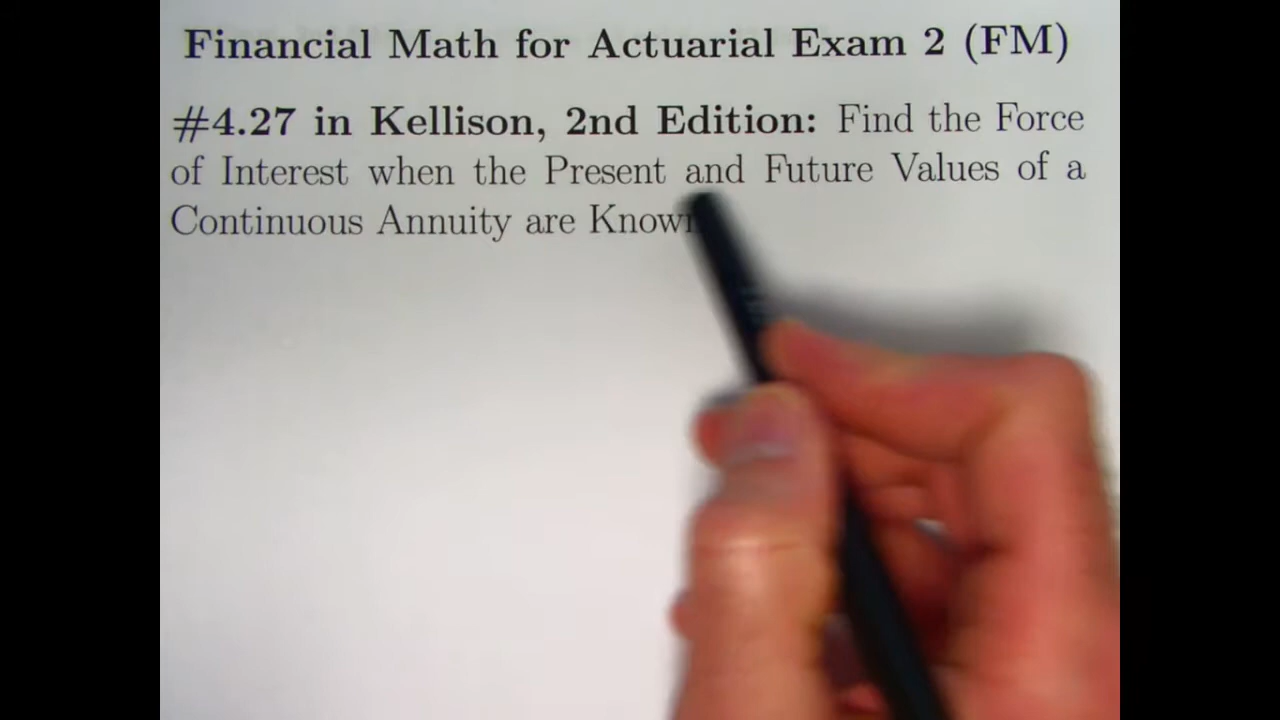 Financial Math for Actuarial Exam 2 (FM)
#4.27 in Kellison, 2nd Edition: Find the Force
of Interest when the Present and Future Values of a
Continuous Annuity are Known